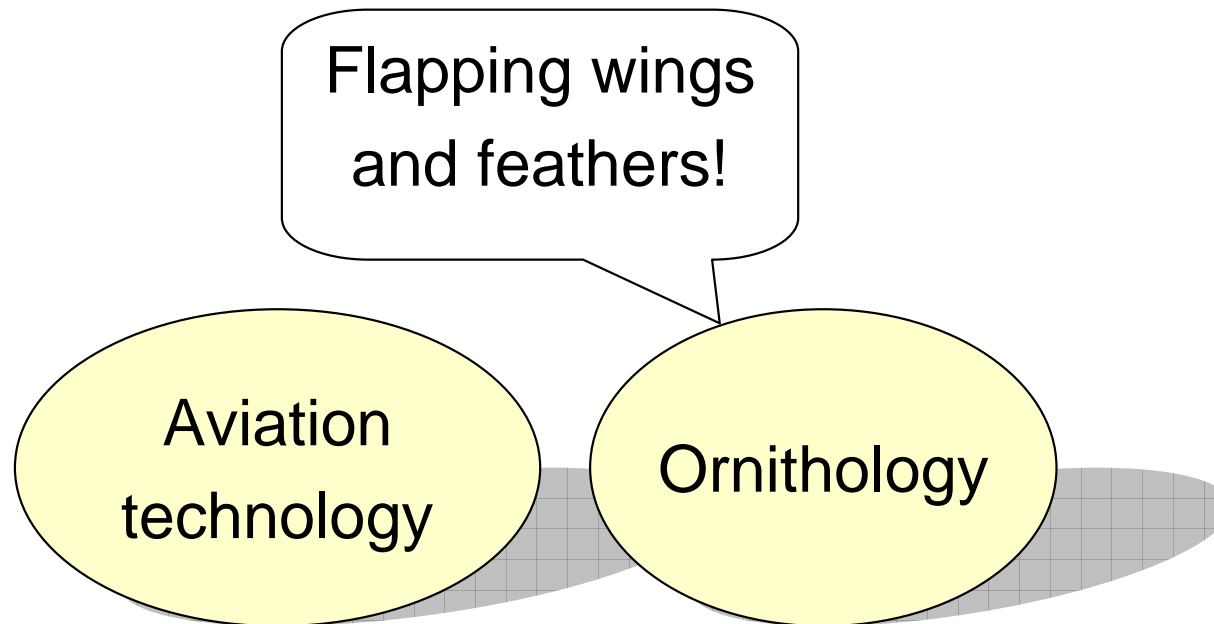 Flapping wings
and feathers!
Aviation
technology
Ornithology